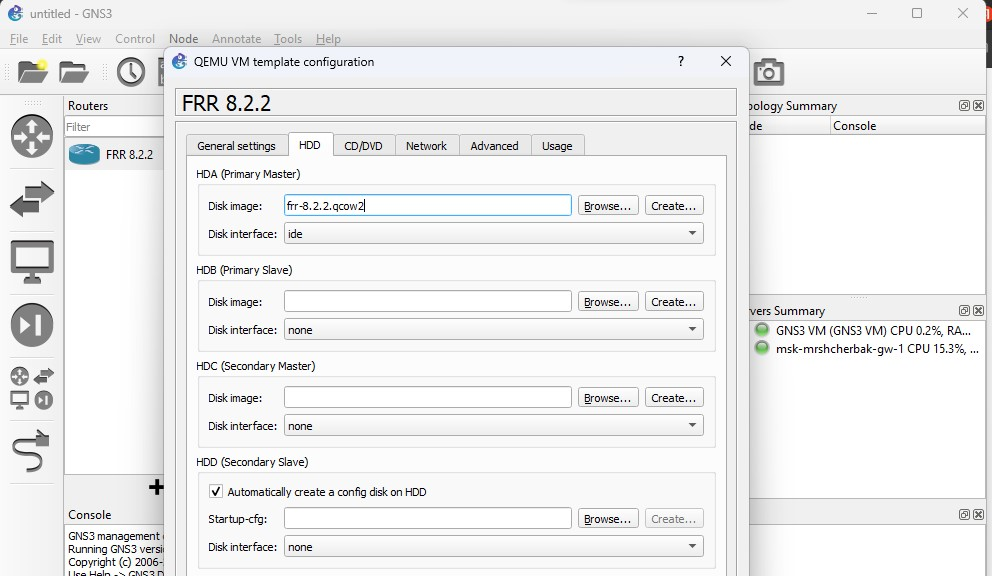 untitled - GNS3
File Edit View Control Node Annotate Tools Help
QEMU VM template configuration
?
FRR 8.2.2
Routers
Filter
FRR 8.2.2
General settings HDD CD/DVD Network Advanced Usage
HDA (Primary Master)
Disk image: frr-8.2.2.qcow2 Browse... Create...
Disk interface: ide
HDB (Primary Slave)
Disk image: Browse... Create...
Disk interface: none
HDC (Secondary Master)
Disk image: Browse... Create...
Disk interface: none
HDD (Secondary Slave)
Automatically create a config disk on HDD
Startup-cfg: Browse... Create...
Disk interface: none
pology Summary
de Console
vers Summary
GNS3 VM (GNS3 VM) CPU 0.2%, RA...
msk-mrshcherbak-gw-1 CPU 15.3%, ...
Console
GNS3 management
Running GNS3 versi
Copyright (c) 2006-
Use Help -> GNS3 D